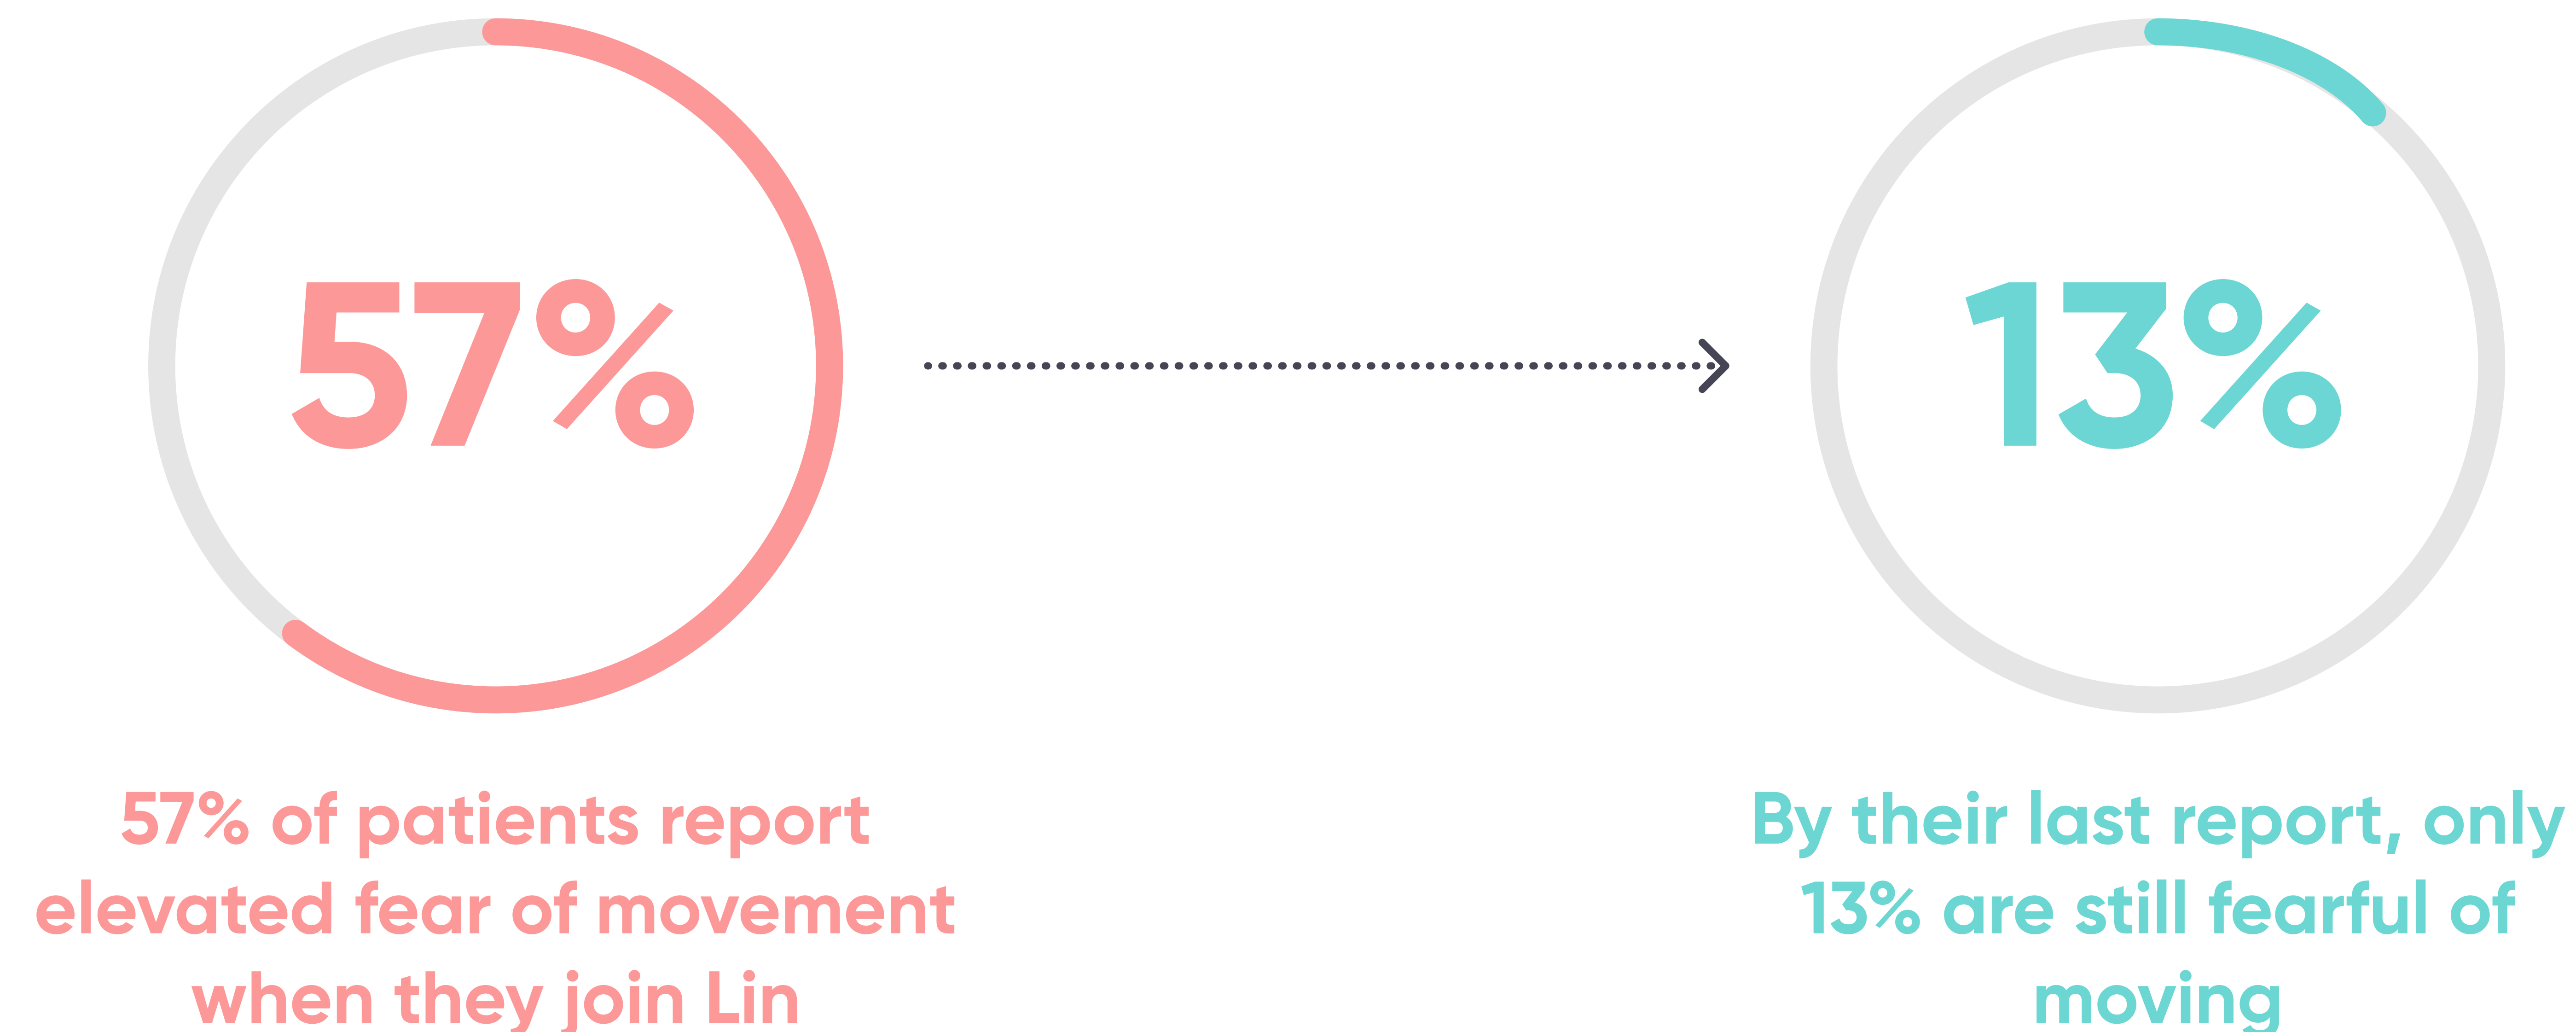 57%
57% of patients report
elevated fear of movement
when they join Lin
13%
By their last report, only
13% are still fearful of
moving